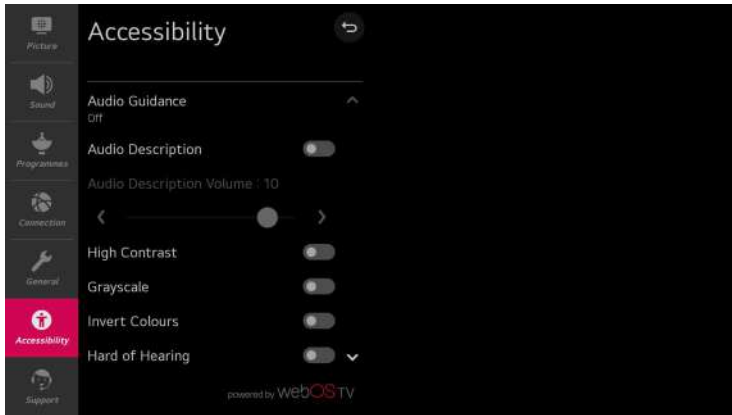 Picture
Sound
Programmes
Connection
General
Accessibility
Support
Accessibility
Audio Guidance
Off
Audio Description
Audio Description Volume : 10
High Contrast
Grayscale
Invert Colours
Hard of Hearing
powered by webOS TV